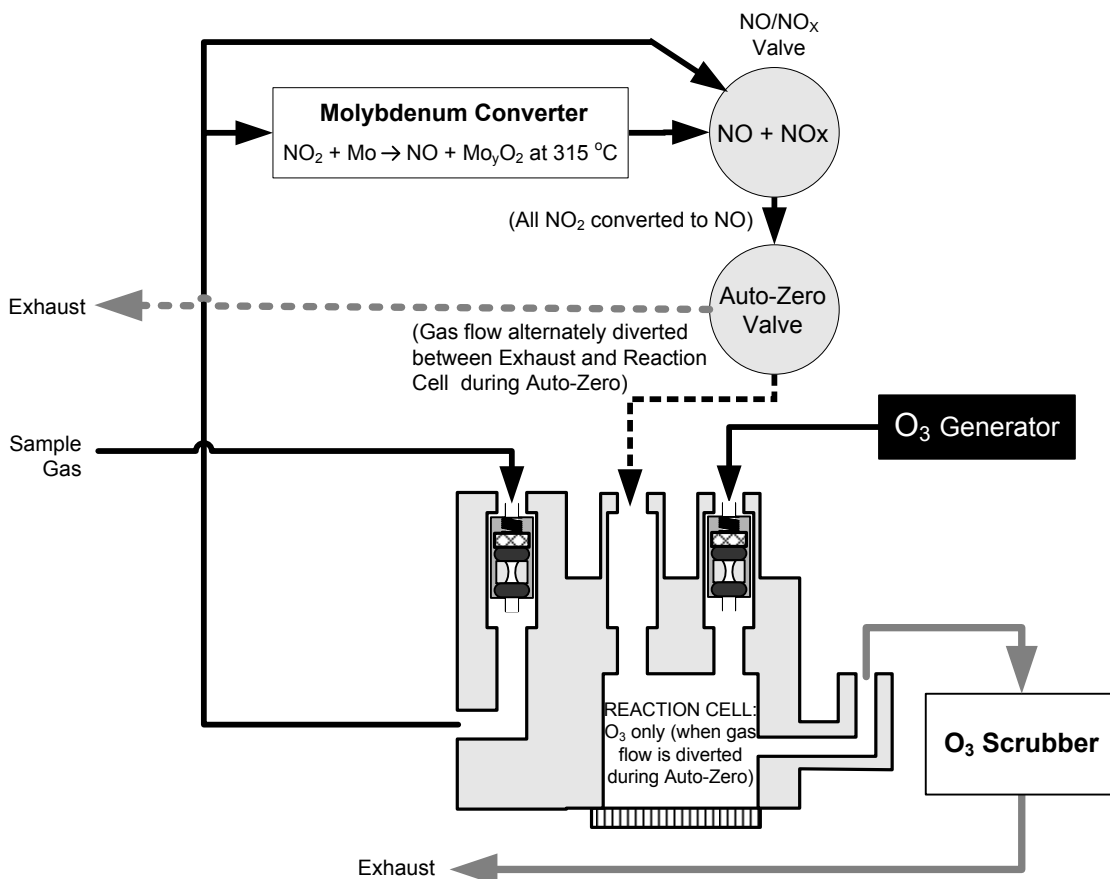 NO/NOX
Valve
Molybdenum Converter
NO2 + Mo → NO + MoyO2 at 315 oC
NO + NOx
(All NO2 converted to NO)
Exhaust
Auto-Zero
Valve
(Gas flow alternately diverted
between Exhaust and Reaction
Cell during Auto-Zero)
Sample
Gas
O3 Generator
REACTION CELL:
O3 only (when gas
flow is diverted
during Auto-Zero)
O3 Scrubber
Exhaust